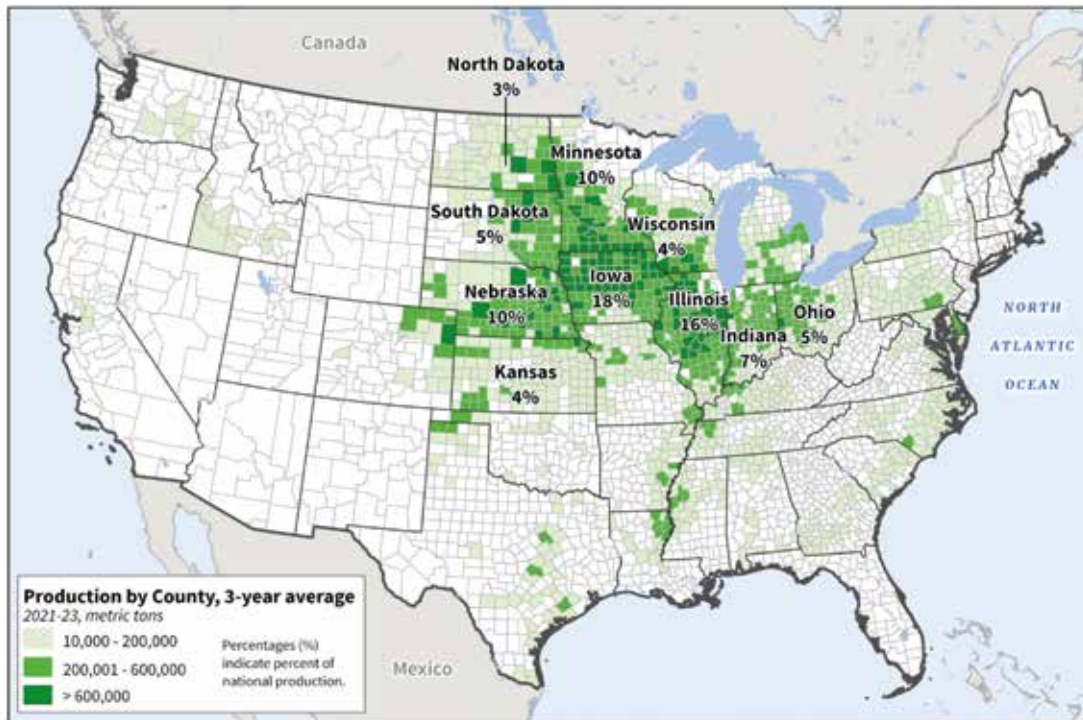 Canada
North Dakota
3%
Minnesota
10%
South Dakota
5%
Wisconsin
4%
Iowa
18%
Nebraska
10%
Illinois
16%
Ohio
5%
Indiana
7%
Kansas
4%
NORTH
ATLANTIC
OCEAN
Mexico
Production by County, 3-year average
2021-23, metric tons
10,000 - 200,000
200,001 - 600,000
> 600,000
Percentages (%)
indicate percent of
national production.